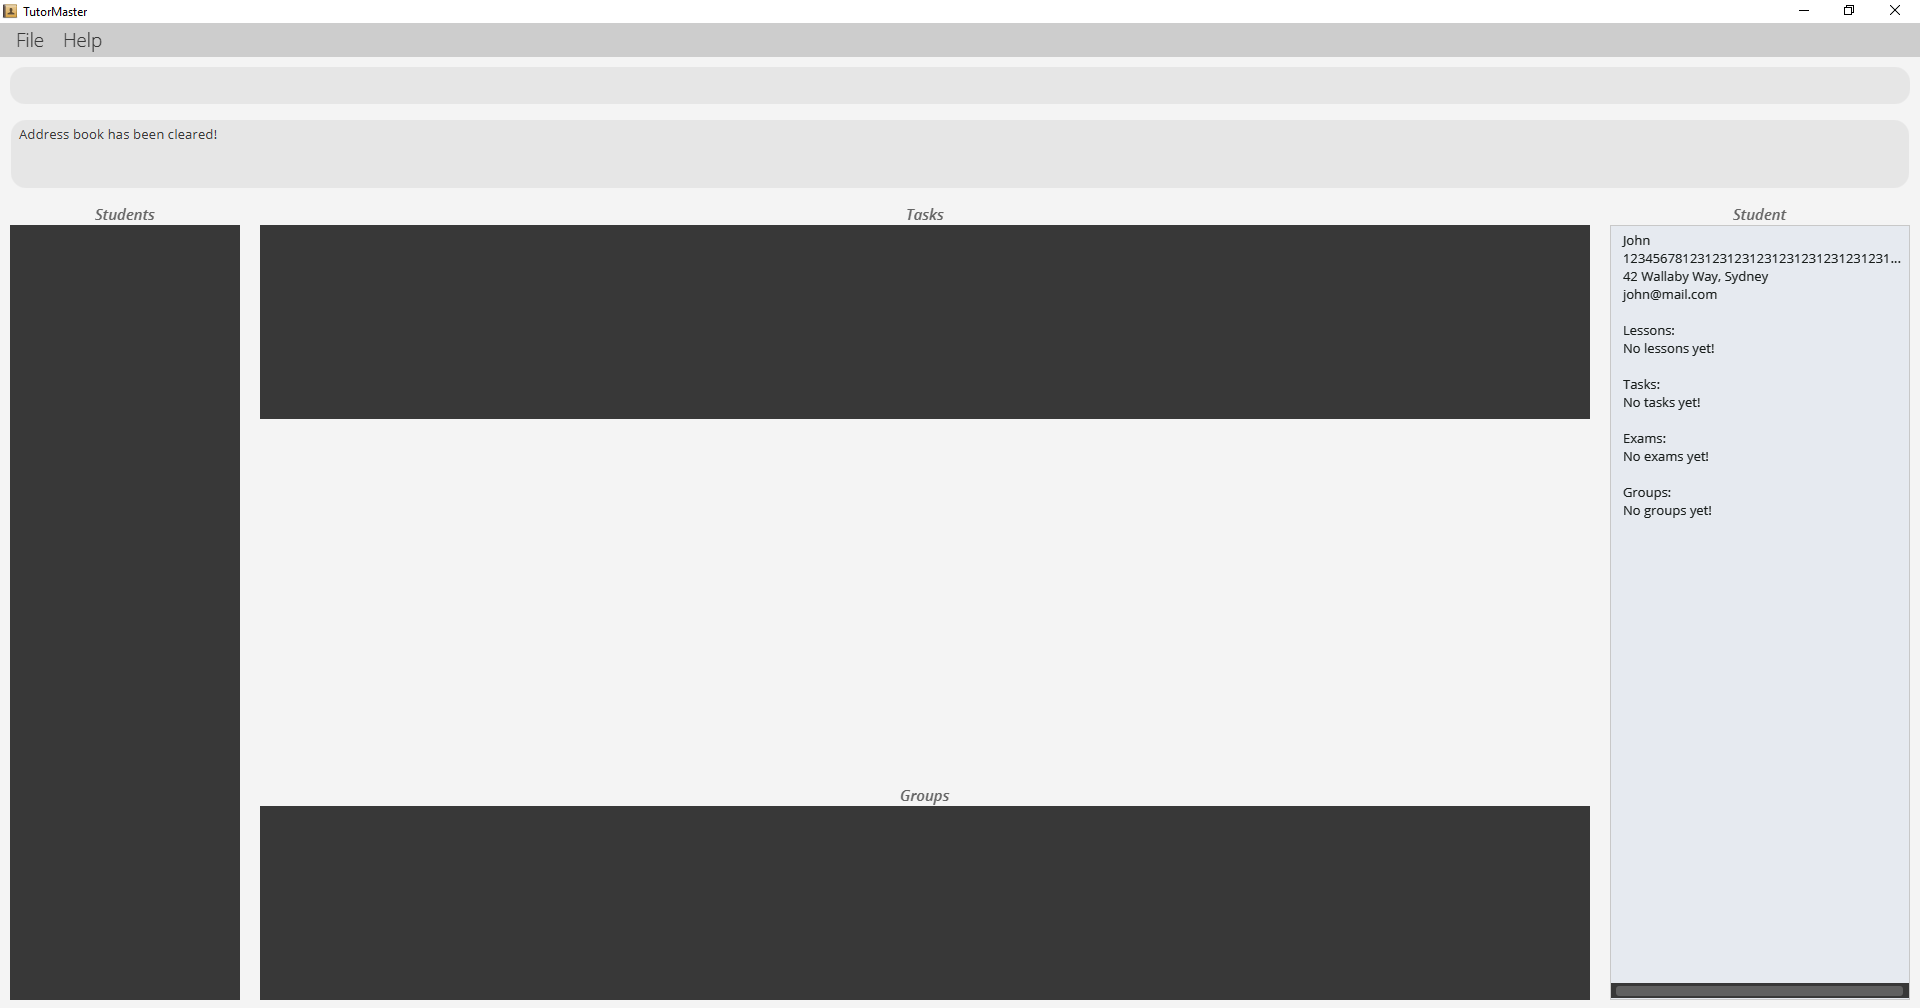 TutorMaster
File Help
Address book has been cleared!
Students
Tasks
Groups
Student
John
123456781231231231231231231231231231...
42 Wallaby Way, Sydney
john@mail.com
Lessons:
No lessons yet!
Tasks:
No tasks yet!
Exams:
No exams yet!
Groups:
No groups yet!